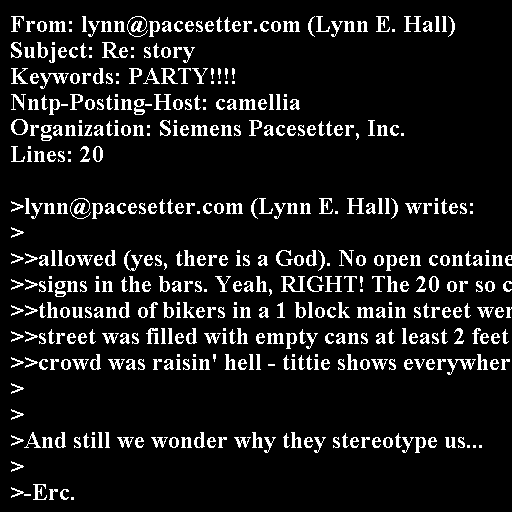 From: lynn@pacesetter.com (Lynn E. Hall)
Subject: Re: story
Keywords: PARTY!!!!
Nntp-Posting-Host: camellia
Organization: Siemens Pacesetter, Inc.
Lines: 20

>lynn@pacesetter.com (Lynn E. Hall) writes:
>
>>allowed (yes, there is a God). No open
>>signs in the bars. Yeah, RIGHT! The 20 or so
>>thousand of bikers in a 1 block main street
>>street was filled with empty cans at least 2 feet
>>crowd was raisin' hell - tittie shows
>
>
>And still we wonder why they stereotype us...
>
>-Erc.